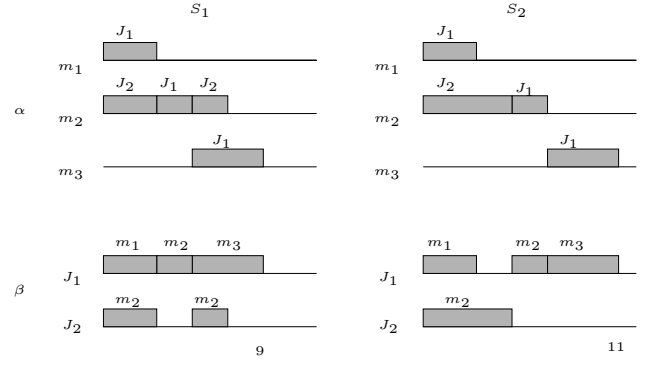 S₁ S₂
J₁ J₁
m₁ m₁
J₂ J₁ J₂ J₂ J₁
α m₂ m₂
J₁ J₁
m₃ m₃
m₁ m₂ m₃ m₁ m₂ m₃
J₁ J₁
β
m₂ m₂ m₂
J₂ J₂
9 11